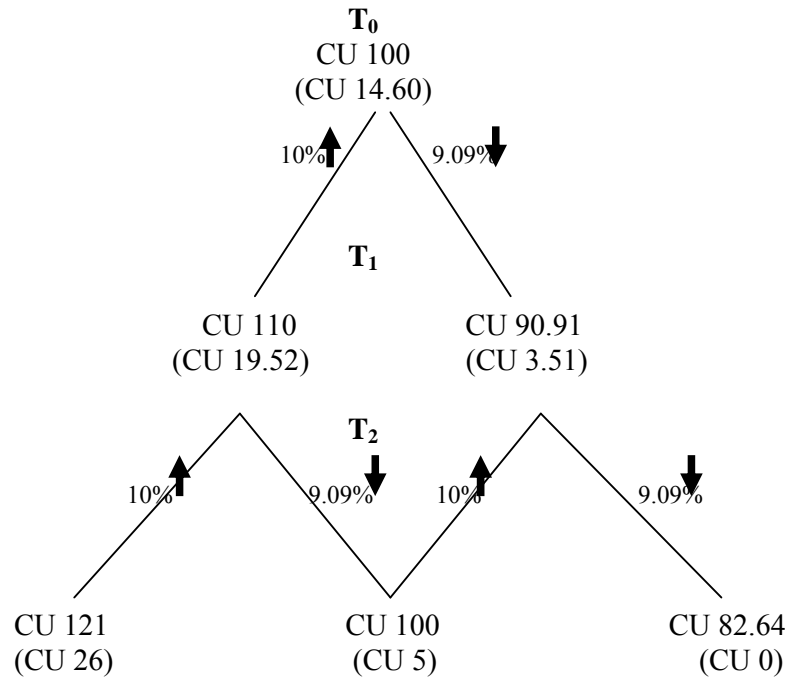 T0
CU 100
(CU 14.60)
10% 9.09%
T1
CU 110 CU 90.91
(CU 19.52) (CU 3.51)
T2
10% 9.09% 10% 9.09%
CU 121 CU 100 CU 82.64
(CU 26) (CU 5) (CU 0)